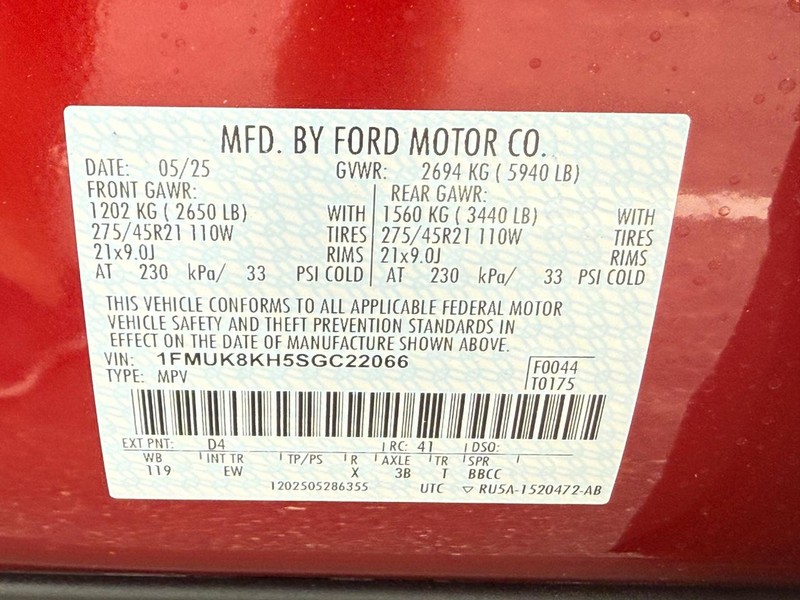 MFD. BY FORD MOTOR CO.
DATE: 05/25 GVWR: 2694 KG ( 5940 LB)
FRONT GAWR: REAR GAWR:
1202 KG ( 2650 LB) WITH 1560 KG ( 3440 LB) WITH
275/45R21 110W TIRES 275/45R21 110W TIRES
21x9.0J RIMS 21x9.0J RIMS
AT 230 kPa/ 33 PSI COLD AT 230 kPa/ 33 PSI COLD
THIS VEHICLE CONFORMS TO ALL APPLICABLE FEDERAL MOTOR
VEHICLE SAFETY AND THEFT PREVENTION STANDARDS IN
EFFECT ON THE DATE OF MANUFACTURE SHOWN ABOVE.
VIN: 1FMUK8KH5SGC22066 F0044
TYPE: MPV T0175
EXT PNT: D4 RC: 41 DSO:
WB INT TR TP/PS R AXLE TR SPR
119 EW X 3B T BBCC
1202505286355 UTC ▽ RU5A-1520472-AB